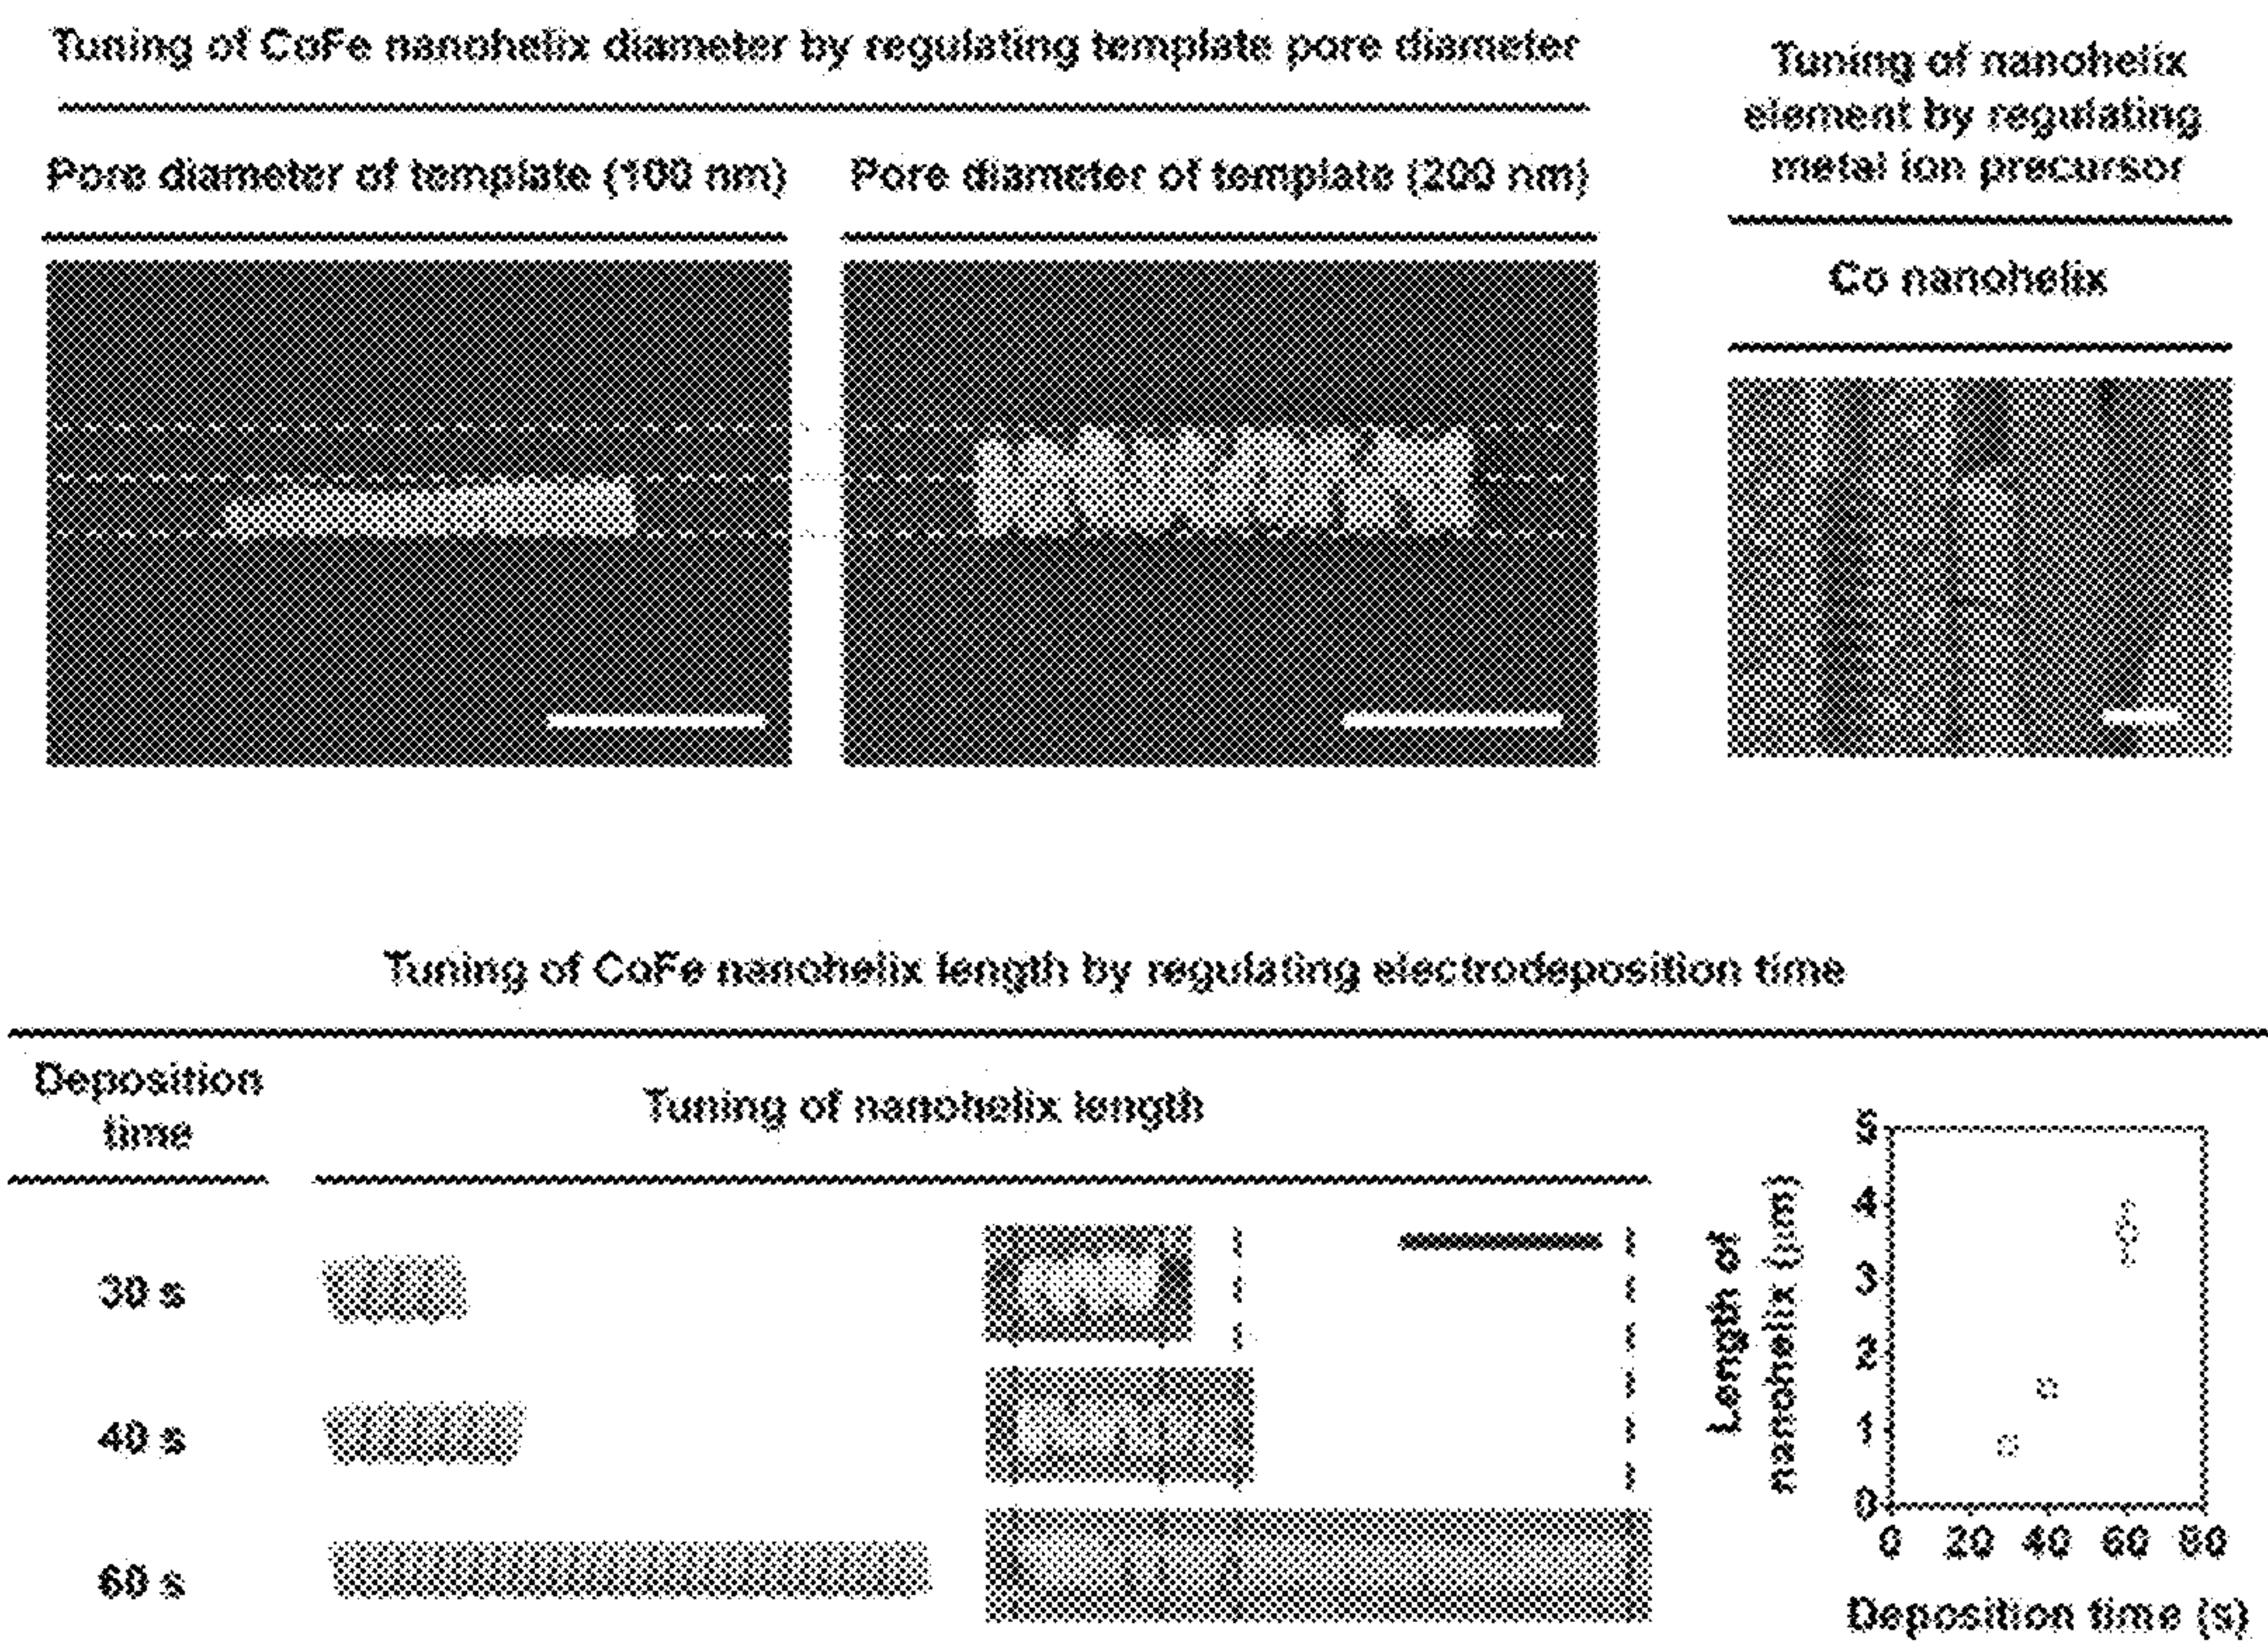 Tuning of CoFe nanohelix diameter by regulating template pore diameter
Pore diameter of template (100 nm)
Pore diameter of template (200 nm)
Tuning of nanohelix
element by regulating
metal ion precursor
Co nanohelix
Tuning of CoFe nanohelix length by regulating electrodeposition time
Deposition
time
Tuning of nanohelix length
30 s
40 s
60 s
Length of
nanohelix (μm)
5
4
3
2
1
0
0 20 40 60 80
Deposition time (s)